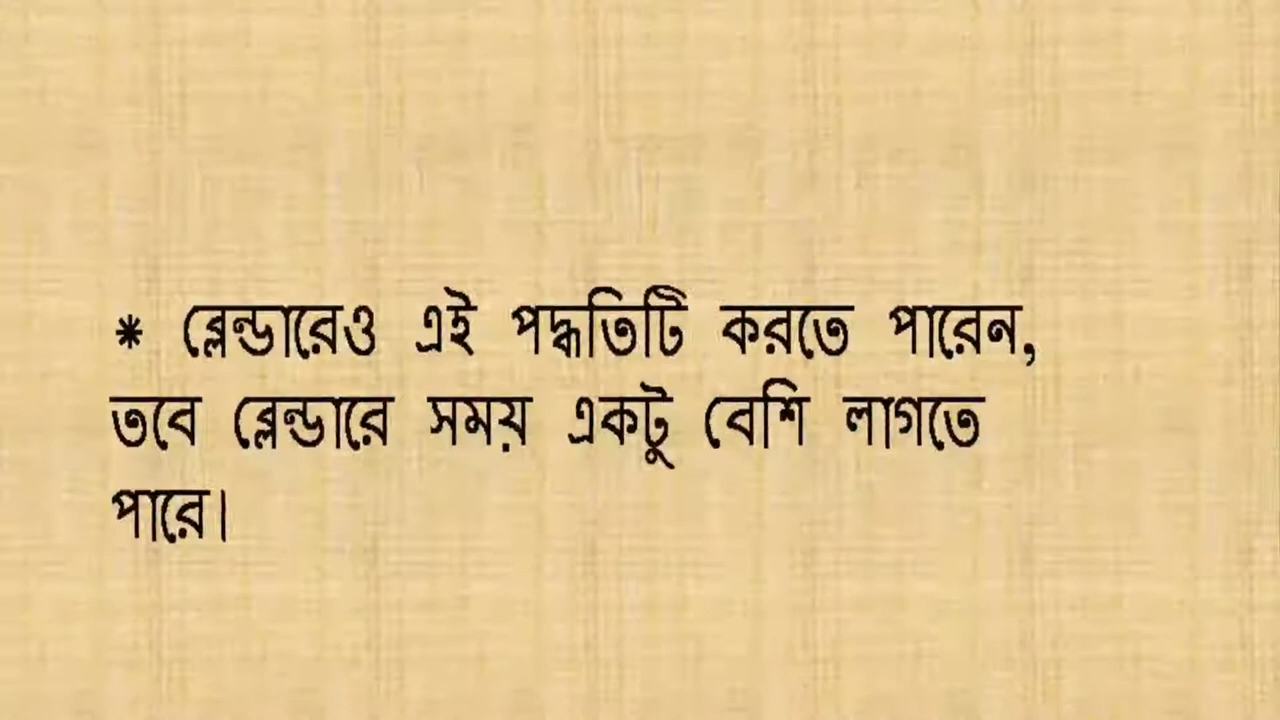 * ব্লেন্ডারেও এই পদ্ধতিটি করতে পারেন,
তবে ব্লেন্ডারে সময় একটু বেশি লাগতে
পারে।